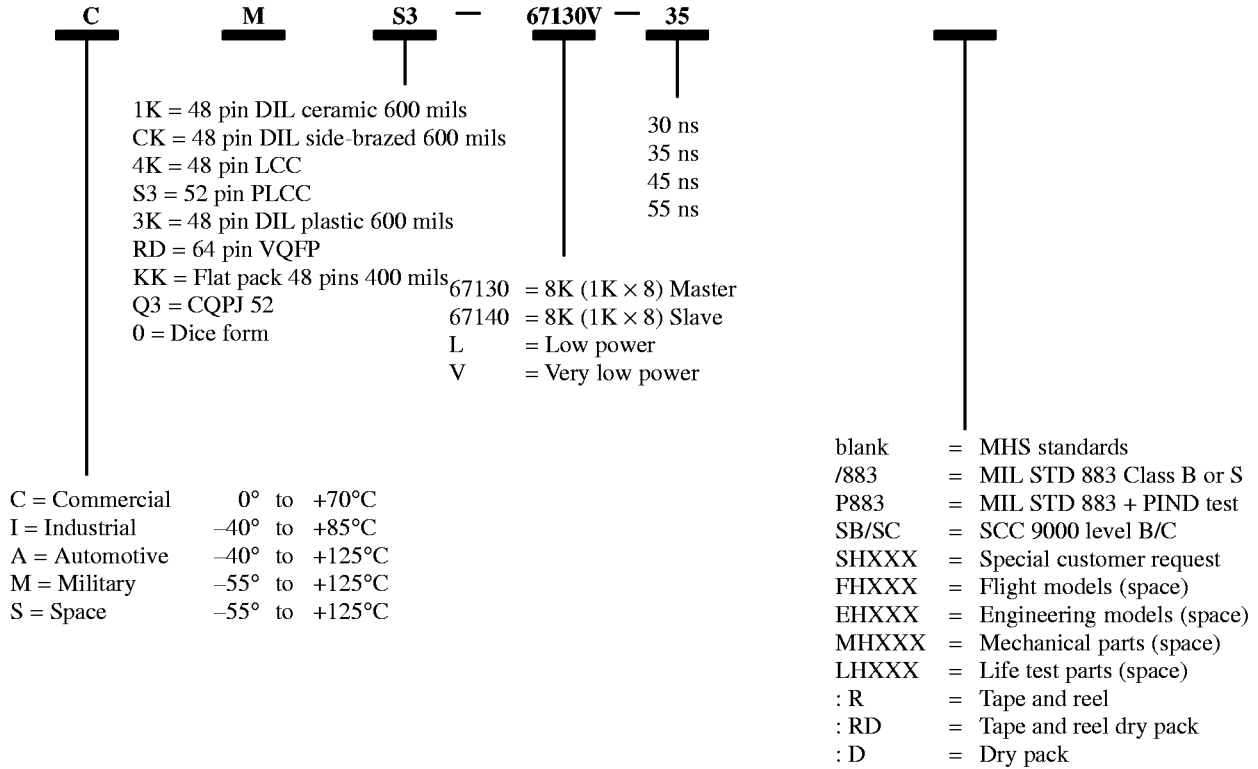 C M S3 — 67130V — 35
1K = 48 pin DIL ceramic 600 mils
CK = 48 pin DIL side-brazed 600 mils
4K = 48 pin LCC
S3 = 52 pin PLCC
3K = 48 pin DIL plastic 600 mils
RD = 64 pin VQFP
KK = Flat pack 48 pins 400 mils
Q3 = CQPJ 52
0 = Dice form
30 ns
35 ns
45 ns
55 ns
67130 = 8K (1K × 8) Master
67140 = 8K (1K × 8) Slave
L = Low power
V = Very low power
C = Commercial 0° to +70°C
I = Industrial –40° to +85°C
A = Automotive –40° to +125°C
M = Military –55° to +125°C
S = Space –55° to +125°C
blank = MHS standards
/883 = MIL STD 883 Class B or S
P883 = MIL STD 883 + PIND test
SB/SC = SCC 9000 level B/C
SHXXX = Special customer request
FHXXX = Flight models (space)
EHXXX = Engineering models (space)
MHXXX = Mechanical parts (space)
LHXXX = Life test parts (space)
: R = Tape and reel
: RD = Tape and reel dry pack
: D = Dry pack